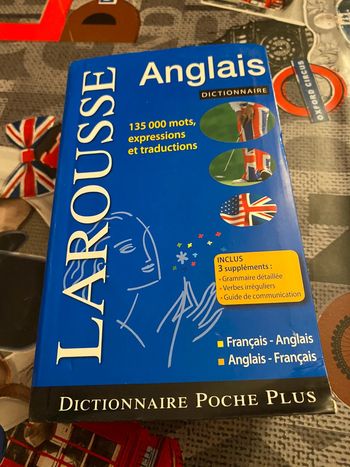 LAROUSSE
Anglais
DICTIONNAIRE
135 000 mots,
expressions
et traductions
INCLUS
3 suppléments :
- Grammaire détaillée
- Verbes irréguliers
- Guide de communication
Français - Anglais
Anglais - Français
DICTIONNAIRE POCHE PLUS
OXFORD CIRCUS